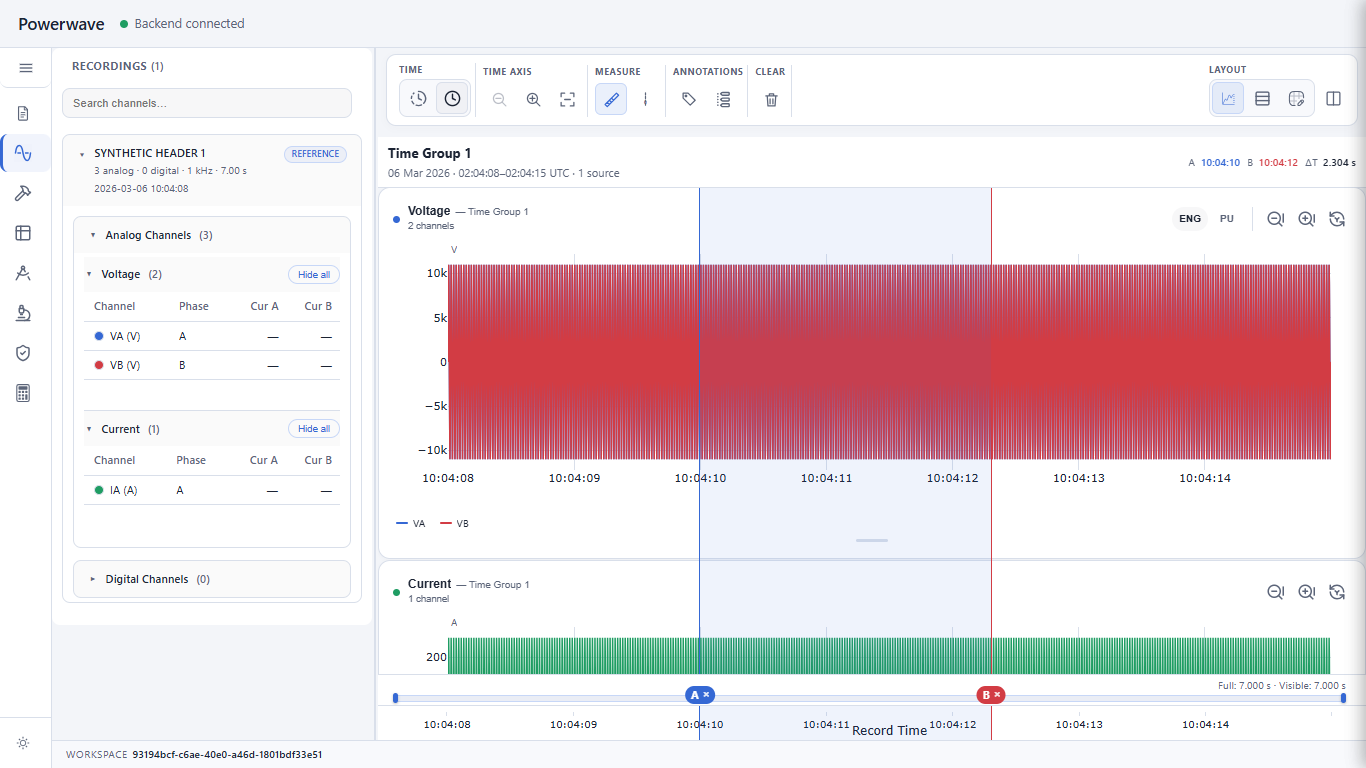 Powerwave
Backend connected
RECORDINGS (1)
SYNTHETIC HEADER 1
REFERENCE
3 analog · 0 digital · 1 kHz · 7.00 s
2026-03-06 10:04:08
Search channels...
Analog Channels (3)
Voltage (2)
Hide all
Channel Phase Cur A Cur B
VA (V) A — —
VB (V) B — —
Current (1)
Hide all
Channel Phase Cur A Cur B
IA (A) A — —
Digital Channels (0)
TIME
TIME AXIS
MEASURE
ANNOTATIONS
CLEAR
LAYOUT
Time Group 1
06 Mar 2026 · 02:04:08–02:04:15 UTC · 1 source
A 10:04:10 B 10:04:12 ΔT 2.304 s
Voltage — Time Group 1
2 channels
ENG PU
V
10k
5k
0
−5k
−10k
10:04:08 10:04:09 10:04:10 10:04:11 10:04:12 10:04:13 10:04:14
VA VB
Current — Time Group 1
1 channel
A
200
Full: 7.000 s · Visible: 7.000 s
A × B ×
10:04:08 10:04:09 10:04:10 10:04:11 10:04:12 10:04:13 10:04:14
Record Time
WORKSPACE 93194bcf-c6ae-40e0-a46d-1801bdf33e51